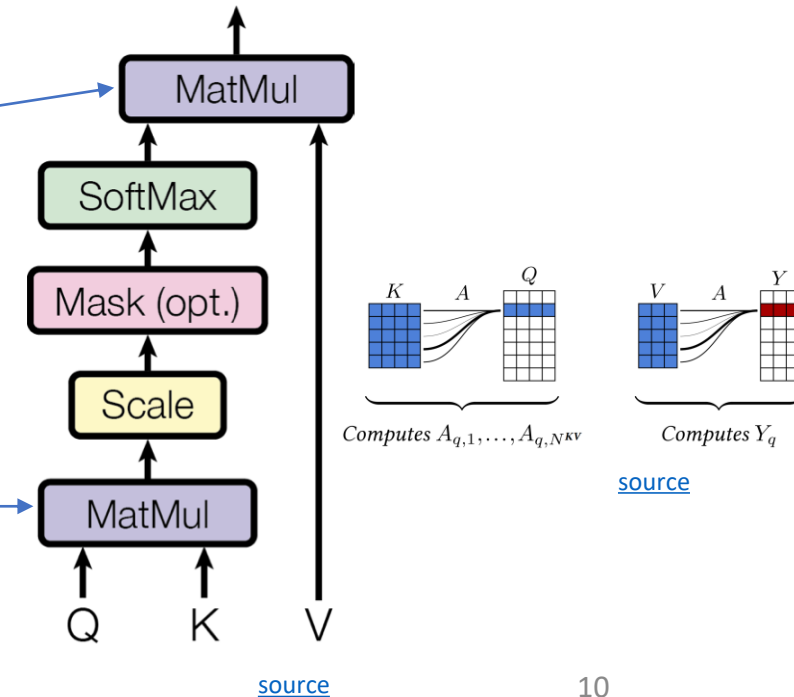 MatMul
SoftMax
Mask (opt.)
Scale
MatMul
Q K V
source
K A Q
Computes A_{q,1}, ..., A_{q,N^{KV}}
V A Y
Computes Y_q
source
10